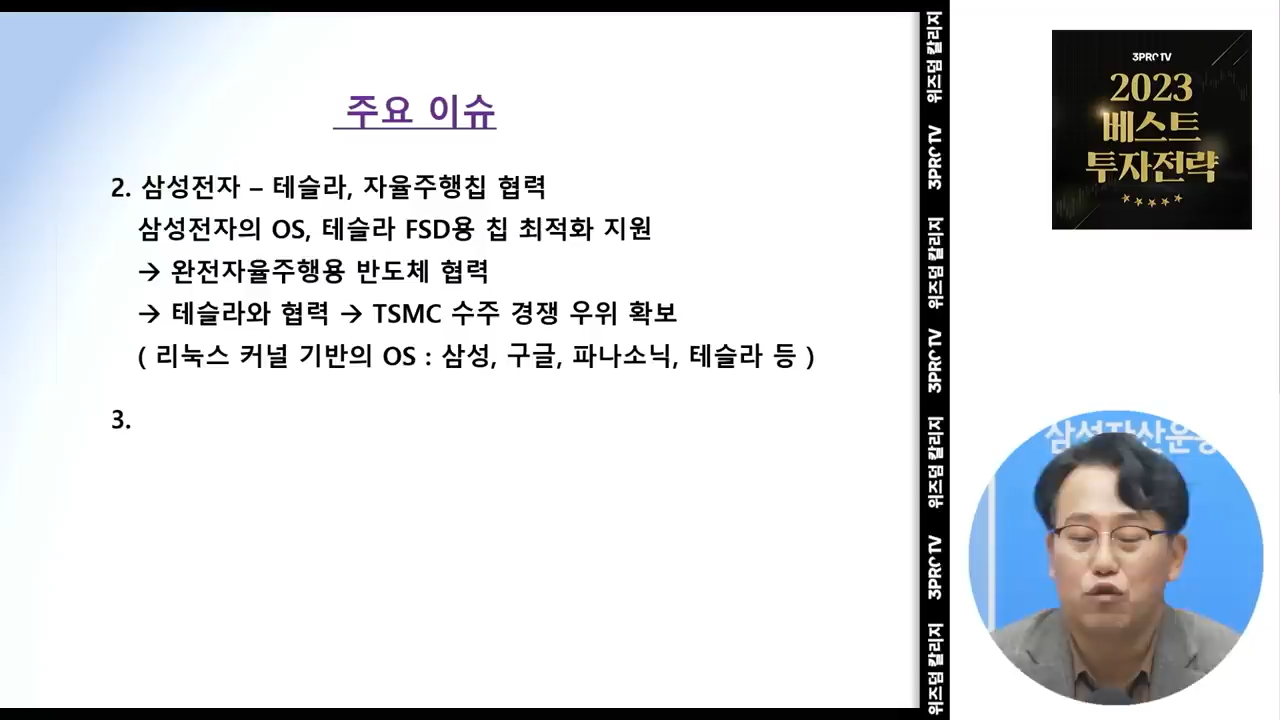 주요 이슈
2. 삼성전자 – 테슬라, 자율주행칩 협력
삼성전자의 OS, 테슬라 FSD용 칩 최적화 지원
→ 완전자율주행용 반도체 협력
→ 테슬라와 협력 → TSMC 수주 경쟁 우위 확보
( 리눅스 커널 기반의 OS : 삼성, 구글, 파나소닉, 테슬라 등 )
3.
위즈덤 칼리지
3PRO TV
위즈덤 칼리지
3PRO TV
위즈덤 칼리지
3PRO TV
위즈덤 칼리지
3PRO TV
2023
베스트
투자전략
삼성자산운용